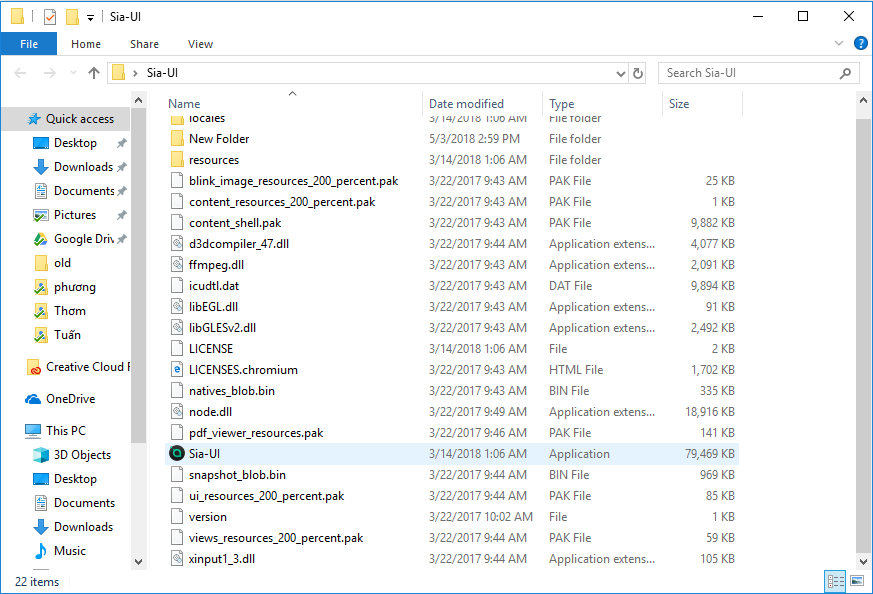 Sia-UI
File Home Share View
Sia-UI
Search Sia-UI
Quick access
Desktop
Downloads
Documents
Pictures
Google Driv
old
phương
Thơm
Tuấn
Creative Cloud F
OneDrive
This PC
3D Objects
Desktop
Documents
Downloads
Music
Name Date modified Type Size
locales 3/14/2018 1:06 AM File folder
New Folder 5/3/2018 2:59 PM File folder
resources 3/14/2018 1:06 AM File folder
blink_image_resources_200_percent.pak 3/22/2017 9:43 AM PAK File 25 KB
content_resources_200_percent.pak 3/22/2017 9:43 AM PAK File 1 KB
content_shell.pak 3/22/2017 9:43 AM PAK File 9,882 KB
d3dcompiler_47.dll 3/22/2017 9:44 AM Application extens... 4,077 KB
ffmpeg.dll 3/22/2017 9:43 AM Application extens... 2,091 KB
icudtl.dat 3/22/2017 9:43 AM DAT File 9,894 KB
libEGL.dll 3/22/2017 9:43 AM Application extens... 91 KB
libGLESv2.dll 3/22/2017 9:43 AM Application extens... 2,492 KB
LICENSE 3/14/2018 1:06 AM File 2 KB
LICENSES.chromium 3/22/2017 9:43 AM HTML File 1,702 KB
natives_blob.bin 3/22/2017 9:43 AM BIN File 335 KB
node.dll 3/22/2017 9:49 AM Application extens... 18,916 KB
pdf_viewer_resources.pak 3/22/2017 9:46 AM PAK File 141 KB
Sia-UI 3/14/2018 1:06 AM Application 79,469 KB
snapshot_blob.bin 3/22/2017 9:44 AM BIN File 969 KB
ui_resources_200_percent.pak 3/22/2017 9:44 AM PAK File 85 KB
version 3/22/2017 10:02 AM File 1 KB
views_resources_200_percent.pak 3/22/2017 9:44 AM PAK File 59 KB
xinput1_3.dll 3/22/2017 9:44 AM Application extens... 105 KB
22 items